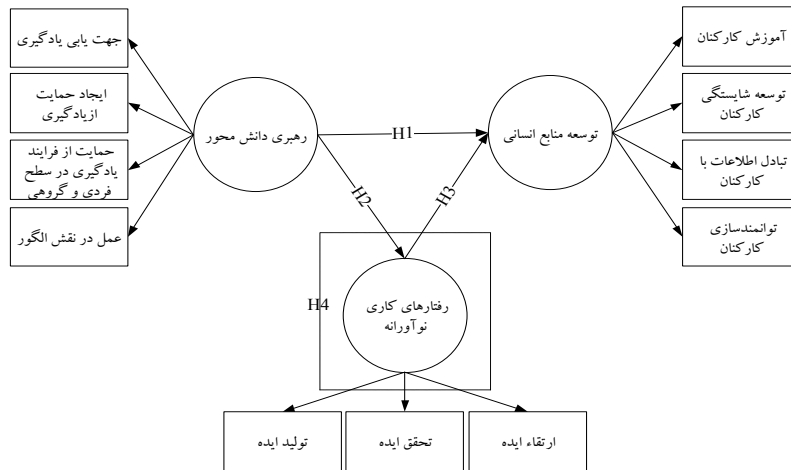 آموزش کارکنان
توسعه شایستگی
کارکنان
تبادل اطلاعات با
کارکنان
توانمندسازی
کارکنان
توسعه منابع انسانی
H1
رهبری دانش محور
جهت یابی یادگیری
ایجاد حمایت
ازیادگیری
حمایت از فرایند
یادگیری در سطح
فردی و گروهی
عمل در نقش الگور
H3
H2
H4
رفتارهای کاری
نوآورانه
ارتقاء ایده
تحقق ایده
تولید ایده